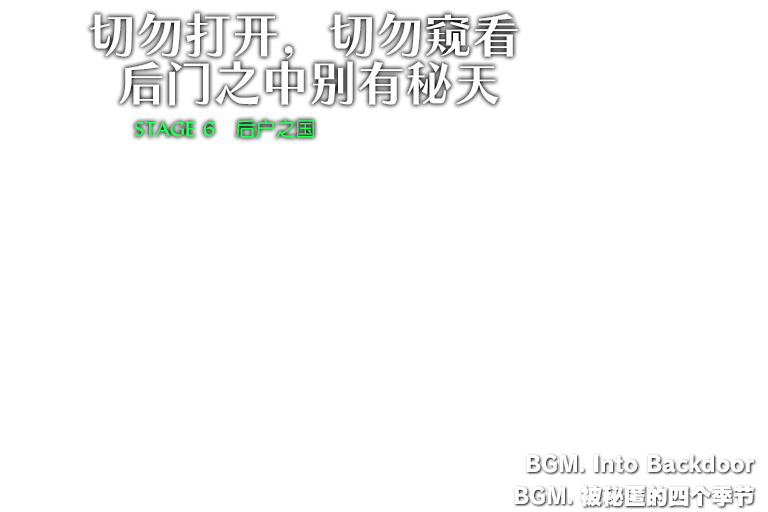 切勿打开，切勿窥看
后门之中别有秘天
STAGE 6　后户之国
BGM. Into Backdoor
BGM. 被秘匿的四个季节